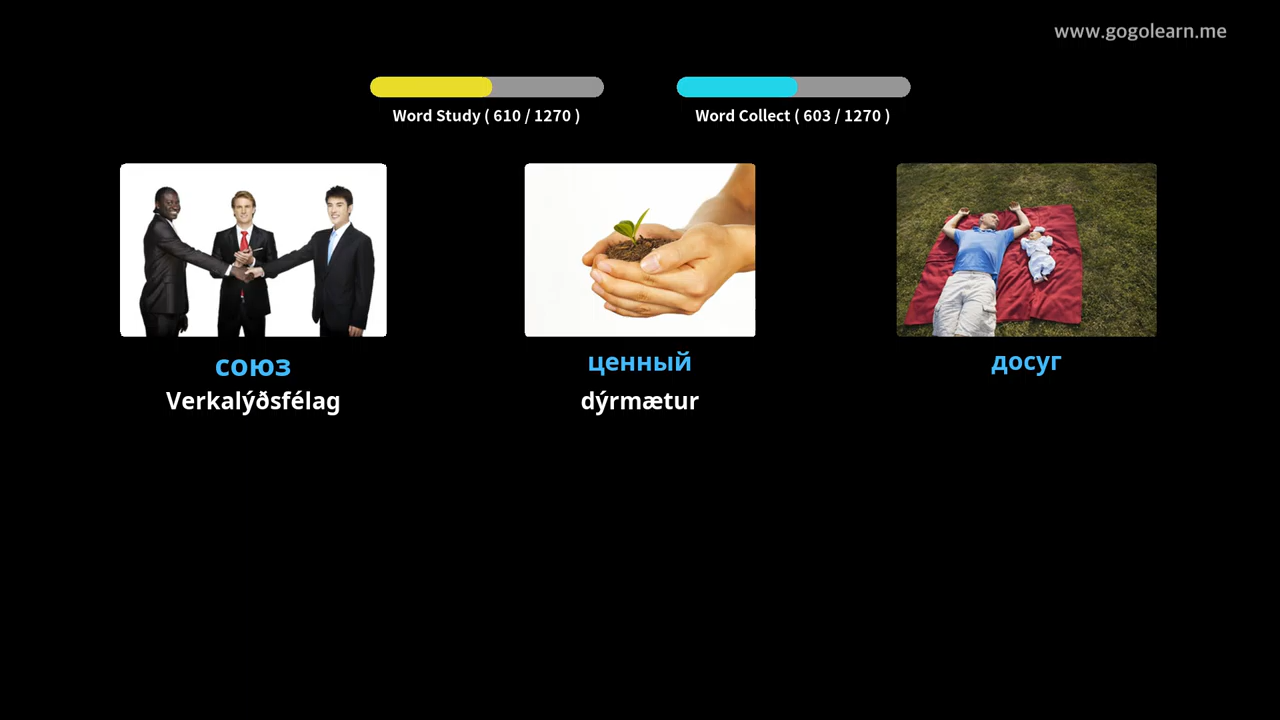 www.gogolearn.me
Word Study ( 610 / 1270 )
Word Collect ( 603 / 1270 )
союз
ценный
досуг
Verkalýðsfélag
dýrmætur